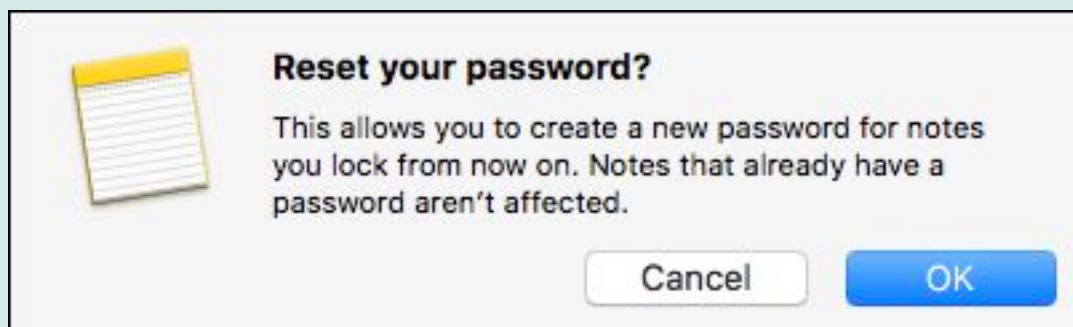 Reset your password?
This allows you to create a new password for notes
you lock from now on. Notes that already have a
password aren't affected.
Cancel
OK